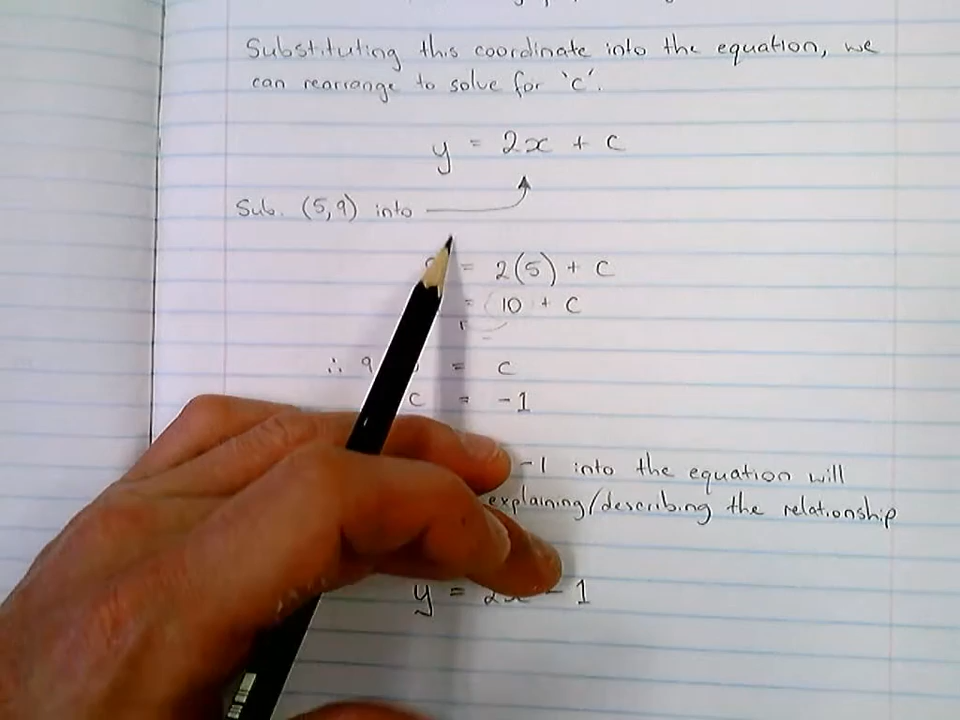 Substituting this coordinate into the equation, we
can rearrange to solve for 'c'.
y = 2x + c
Sub. (5,9) into
= 2(5) + c
= 10 + c
∴ 9 = c
c = -1
-1 into the equation will
explaining/describing the relationship
y = 2x - 1